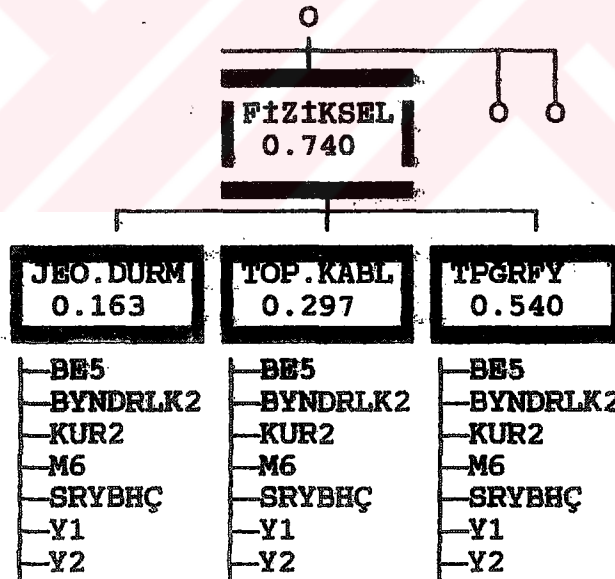 O
O O
FİZİKSEL
0.740
JEO.DURM TOP.KABL TPGRFY
0.163 0.297 0.540
BE5 BE5 BE5
BYNDRLK2 BYNDRLK2 BYNDRLK2
KUR2 KUR2 KUR2
M6 M6 M6
SRYBHÇ SRYBHÇ SRYBHÇ
Y1 Y1 Y1
Y2 Y2 Y2